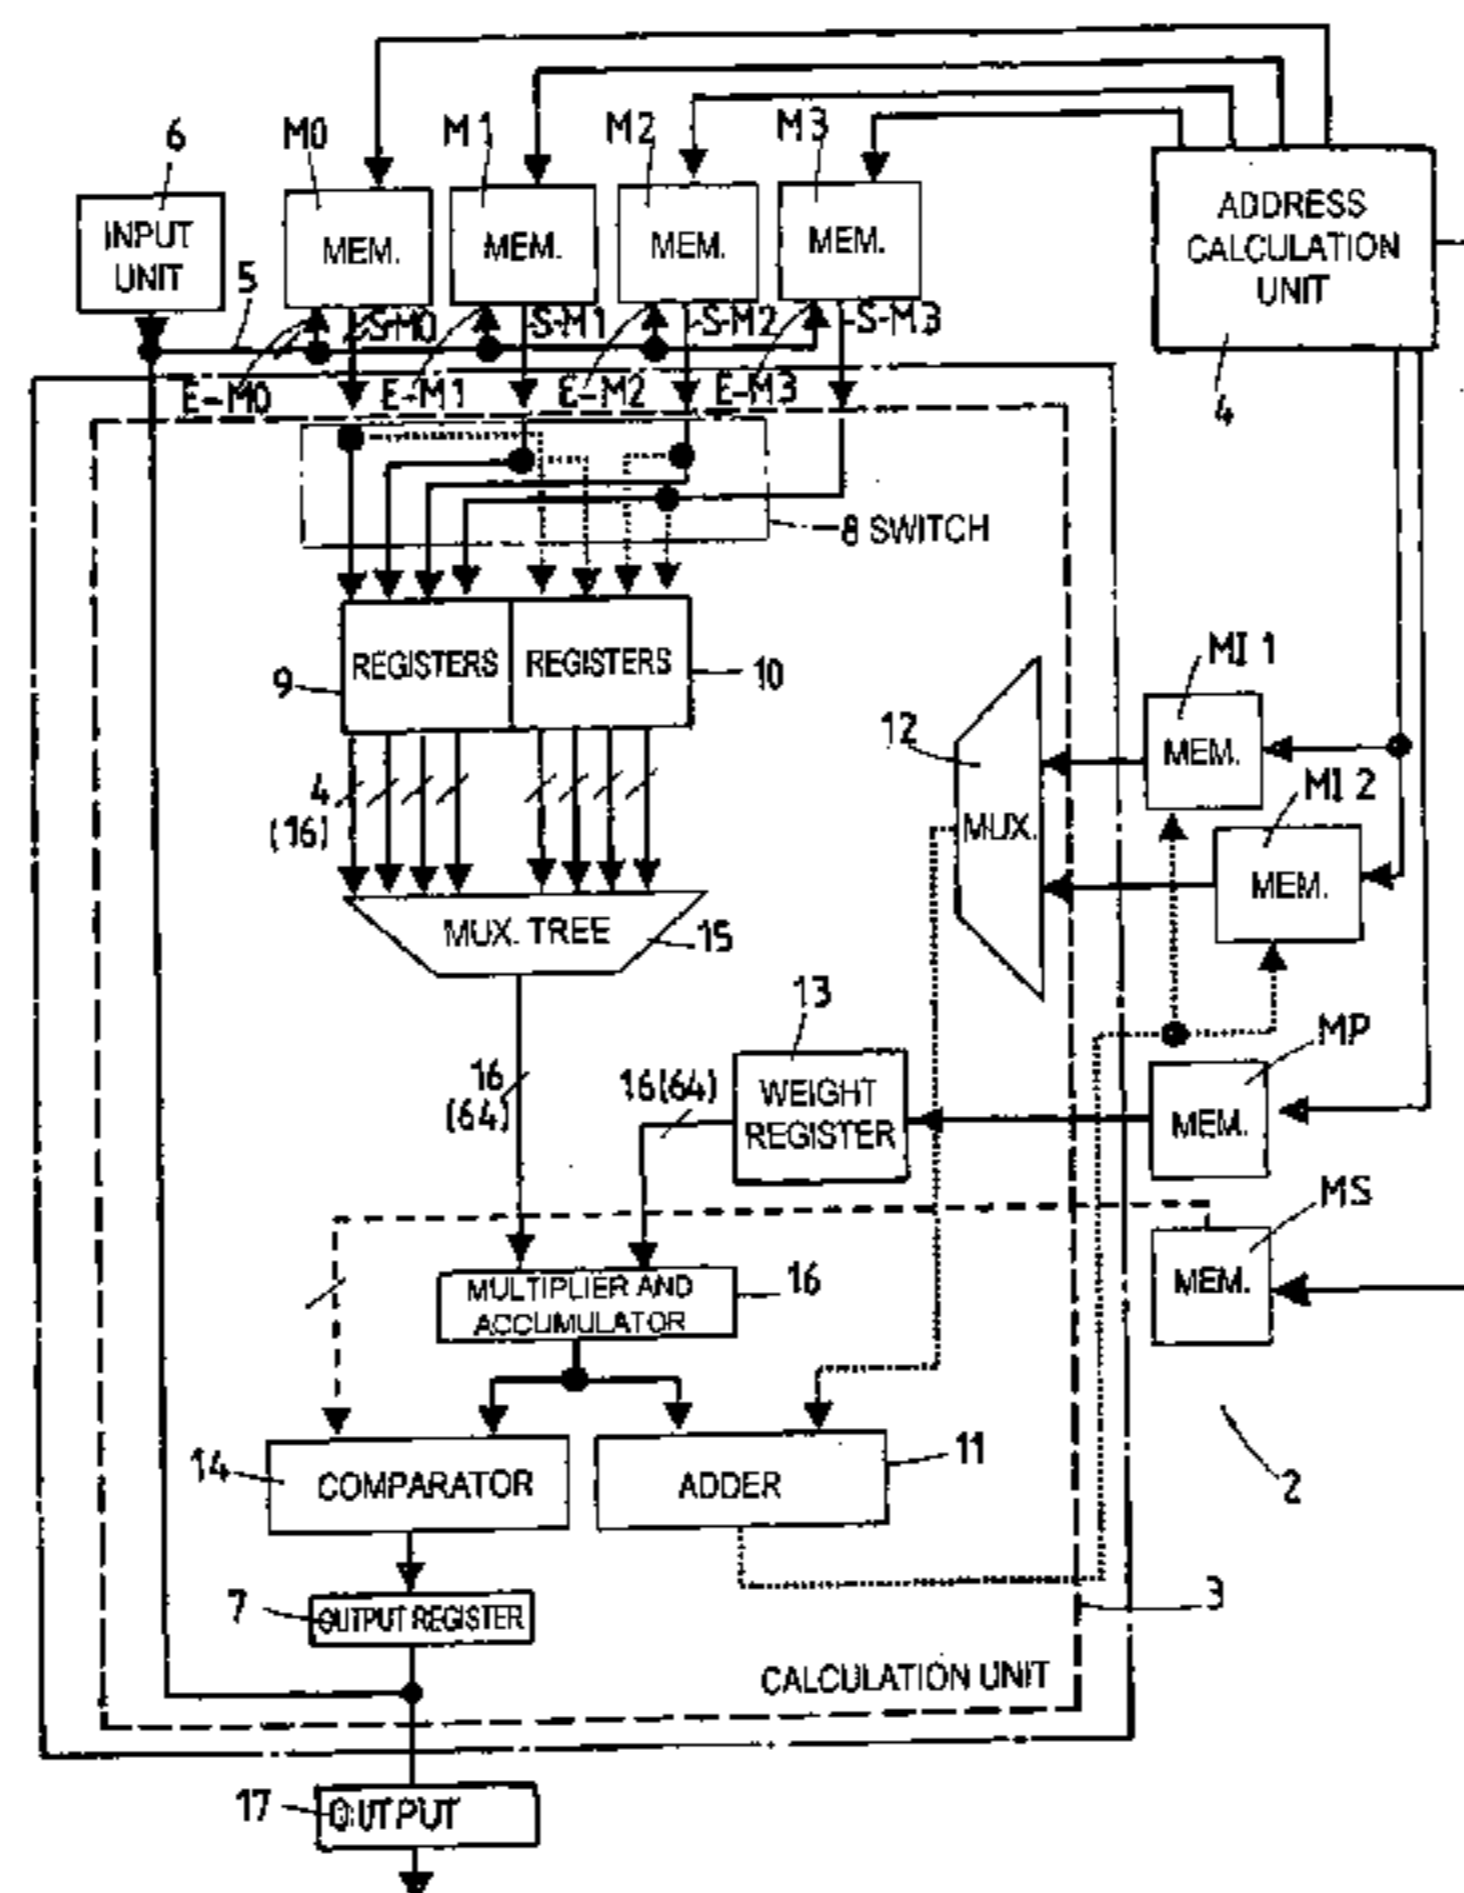 6
M0
M1
M2
M3
INPUT
UNIT
MEM.
MEM.
MEM.
MEM.
ADDRESS
CALCULATION
UNIT
5
S-M0
S-M1
S-M2
S-M3
E-M0
E-M1
E-M2
E-M3
4
8 SWITCH
9
REGISTERS
REGISTERS
10
MI 1
12
MEM.
MI 2
4
(16)
MUX.
MEM.
MUX. TREE
15
13
MP
16
(64)
16(64)
WEIGHT
REGISTER
MEM.
MS
MULTIPLIER AND
ACCUMULATOR
16
MEM.
14
COMPARATOR
ADDER
11
2
7
OUTPUT REGISTER
3
CALCULATION UNIT
17
OUTPUT